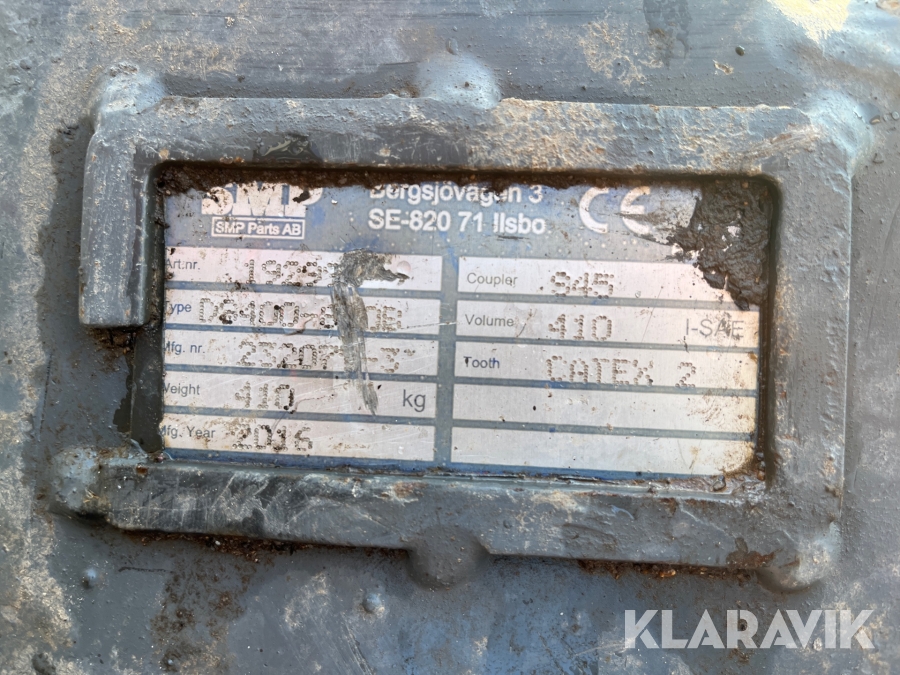 SMP Bergsjövägen 3 CE
SMP Parts AB SE-820 71 Ilsbo
Art.nr. Coupler S45
Type Volume 410 I-SAE
Mfg. nr. Tooth CATEX 2
Weight 410 kg
Mfg. Year 2016
KLARAVIK